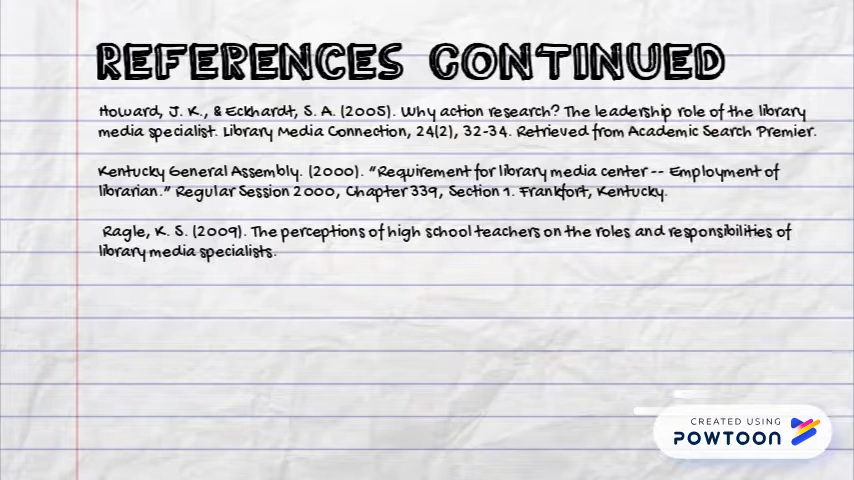 REFERENCES CONTINUED
Howard, J. K., & Eckhardt, S. A. (2005). Why action research? The leadership role of the library
media specialist. Library Media Connection, 24(2), 32-34. Retrieved from Academic Search Premier.
Kentucky General Assembly. (2000). "Requirement for library media center -- Employment of
librarian." Regular Session 2000, Chapter 339, Section 1. Frankfort, Kentucky.
Ragle, K. S. (2009). The perceptions of high school teachers on the roles and responsibilities of
library media specialists.
CREATED USING
POWTOON